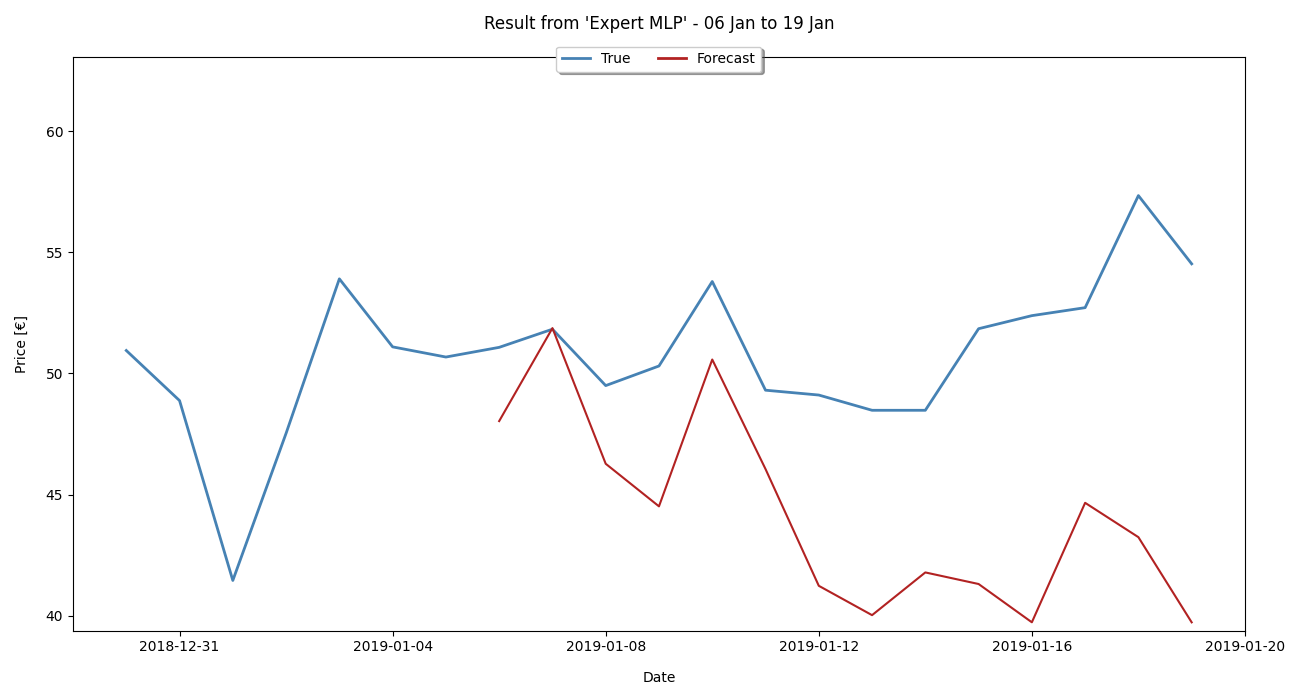 Result from 'Expert MLP' - 06 Jan to 19 Jan
True Forecast
Price [€]
60
55
50
45
40
2018-12-31 2019-01-04 2019-01-08 2019-01-12 2019-01-16 2019-01-20
Date